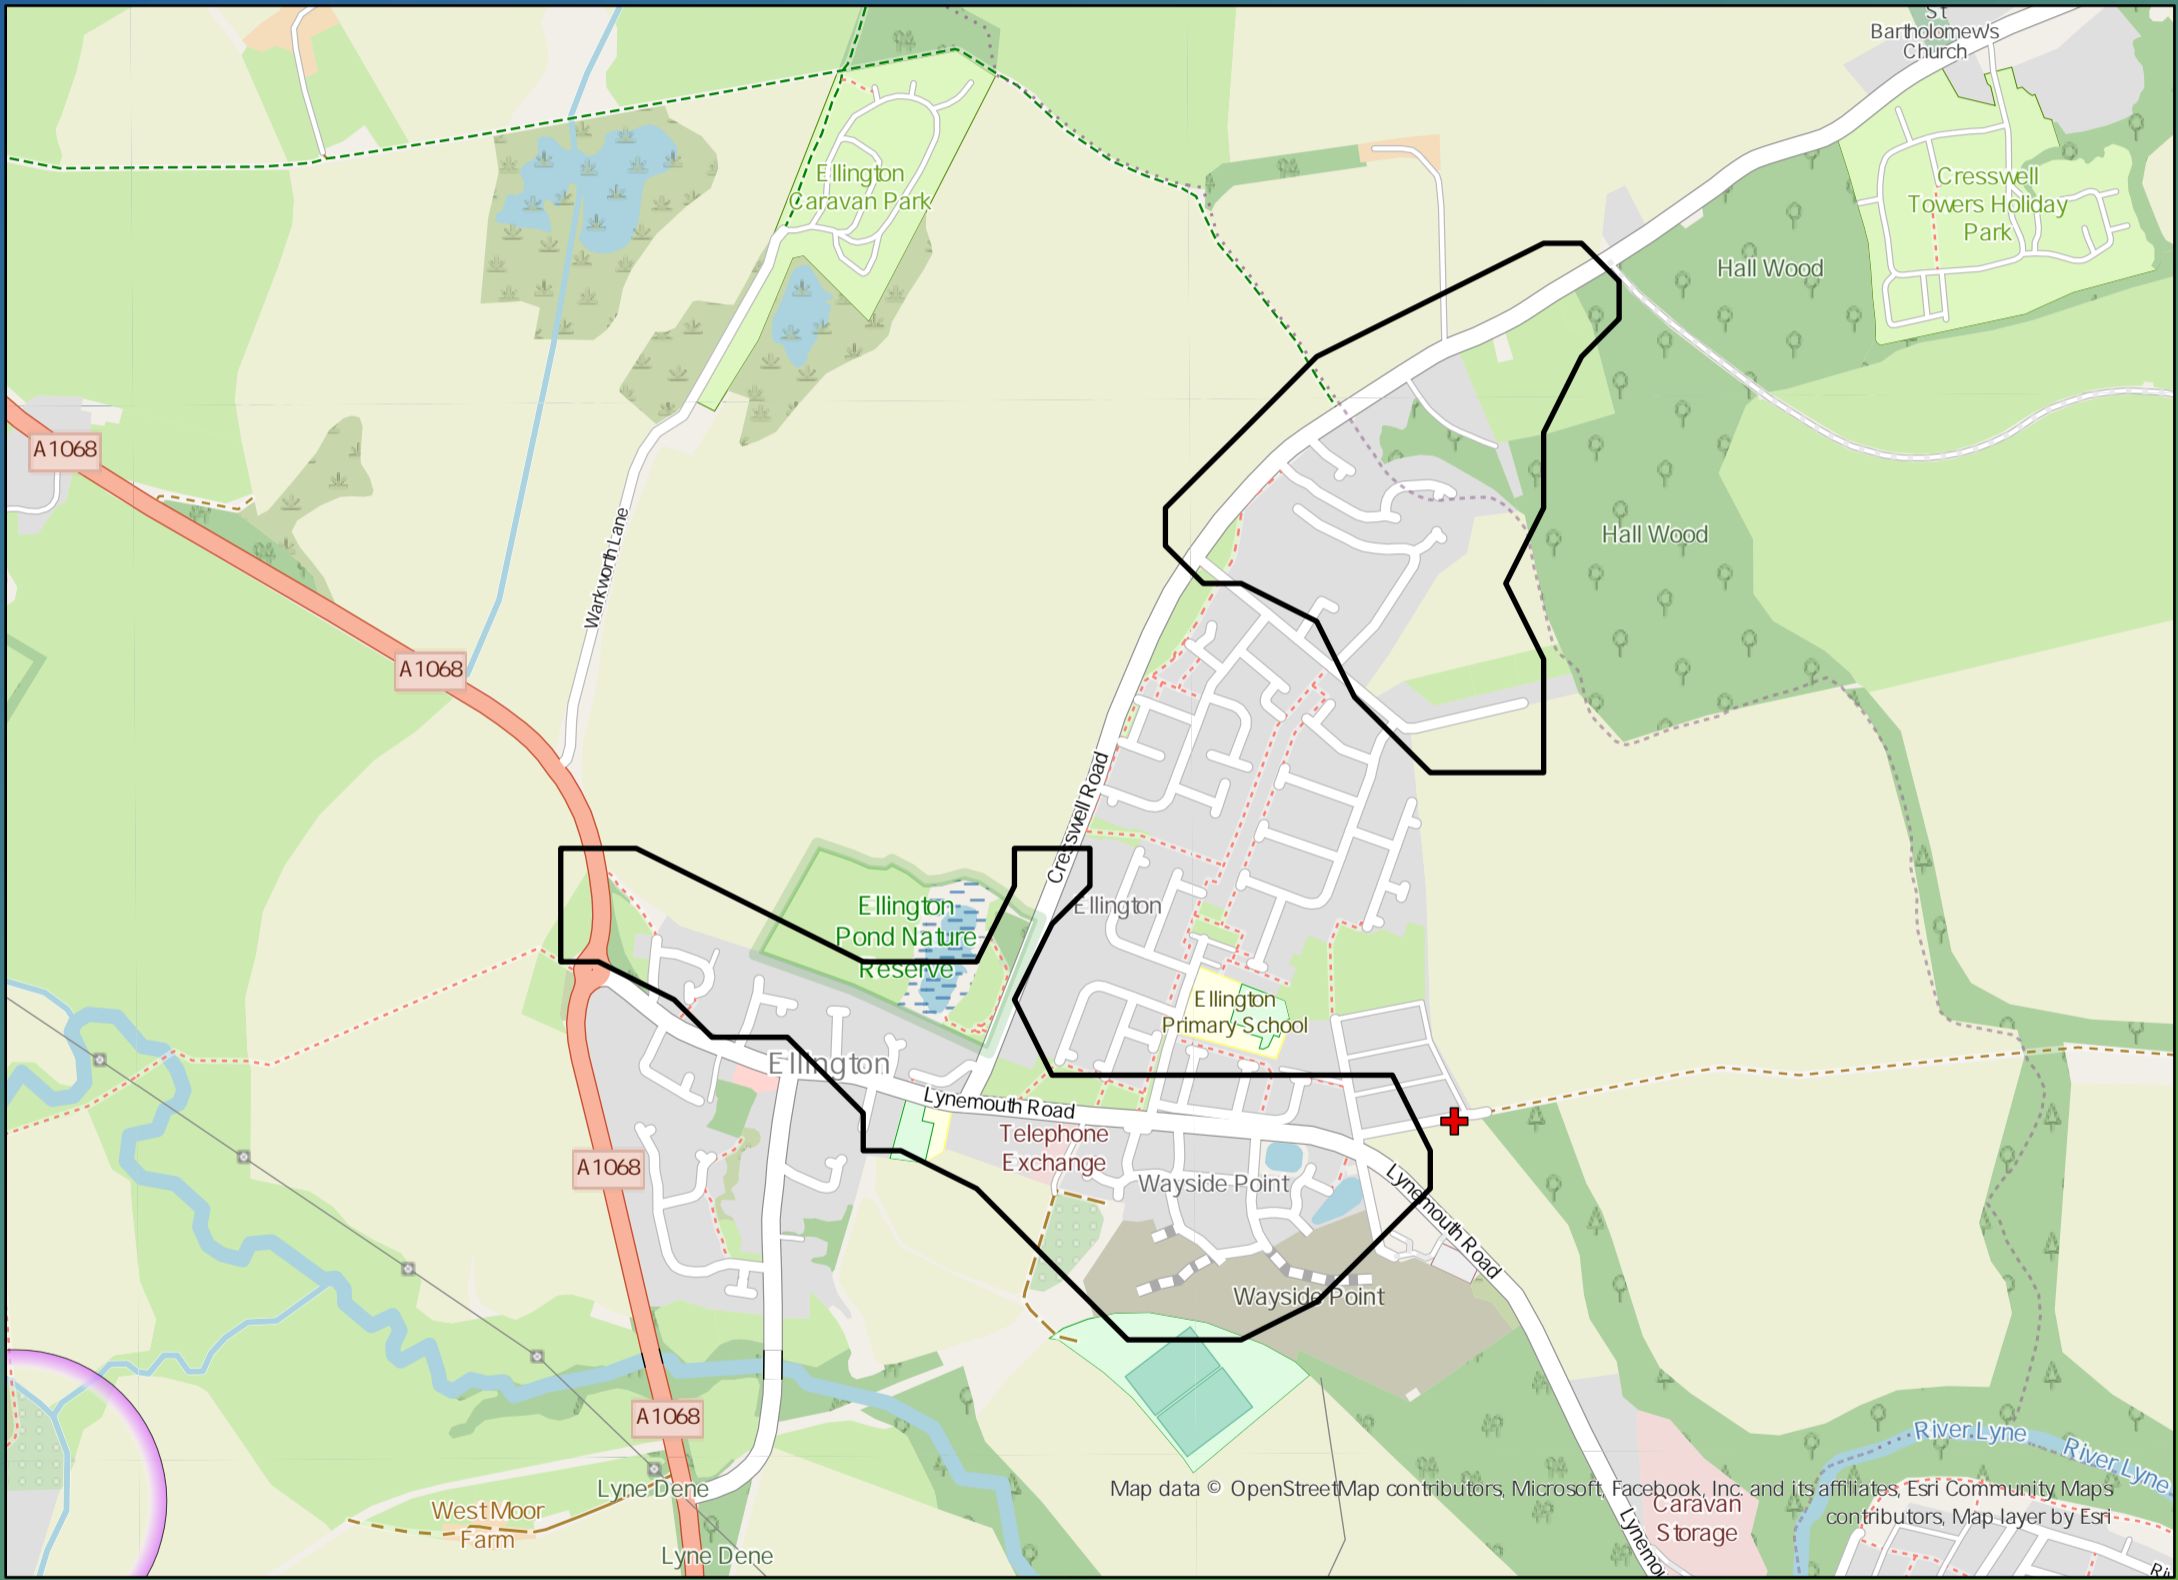 St
Bartholomew's
Church
Ellington
Caravan Park
Cresswell
Towers Holiday
Park
Hall Wood
A1068
Hall Wood
Warkworth Lane
A1068
Cresswell Road
Ellington
Pond Nature
Reserve
Ellington
Ellington
Primary School
Ellington
Lynemouth Road
Telephone
Exchange
A1068
Wayside Point
Lynemouth Road
Wayside Point
A1068
River Lyne
River Lyne
Lyne Dene
West Moor
Farm
Lyne Dene
Map data © OpenStreetMap contributors, Microsoft, Facebook, Inc. and its affiliates, Esri Community Maps
contributors, Map layer by Esri
Caravan
Storage
Lynemou
Ri